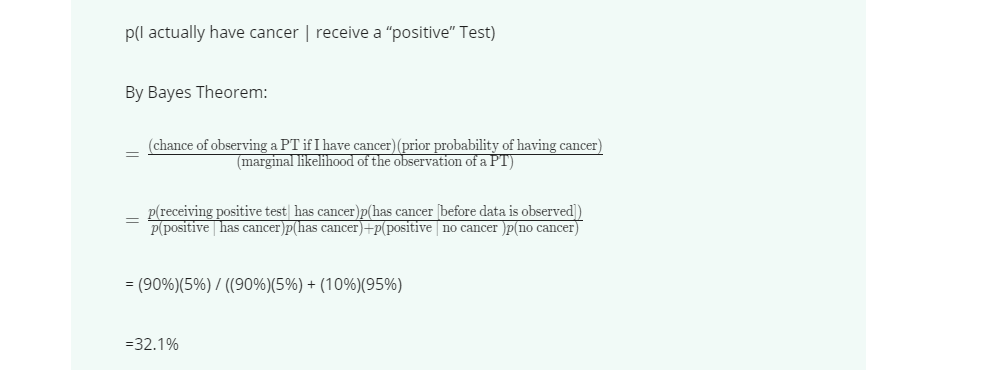 p(I actually have cancer | receive a “positive” Test)
By Bayes Theorem:
= (chance of observing a PT if I have cancer)(prior probability of having cancer)
(marginal likelihood of the observation of a PT)
= p(receiving positive test| has cancer)p(has cancer [before data is observed])
p(positive | has cancer)p(has cancer)+p(positive | no cancer )p(no cancer)
= (90%)(5%) / ((90%)(5%) + (10%)(95%)
=32.1%